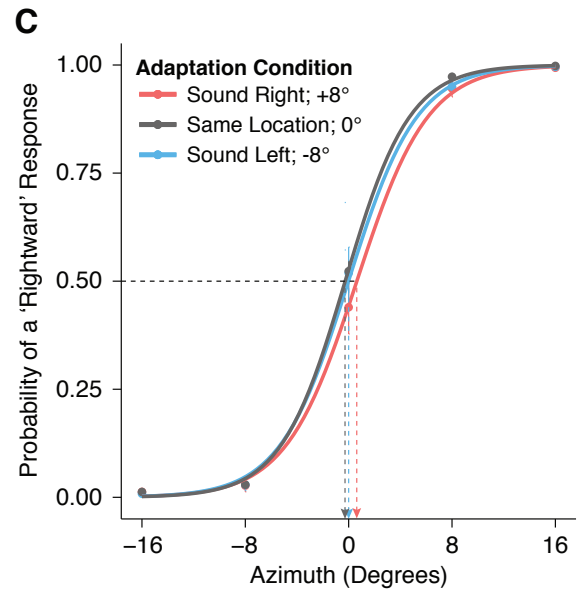 C
Adaptation Condition
Sound Right; +8°
Same Location; 0°
Sound Left; -8°
Probability of a ‘Rightward’ Response
1.00
0.75
0.50
0.25
0.00
−16
−8
0
8
16
Azimuth (Degrees)